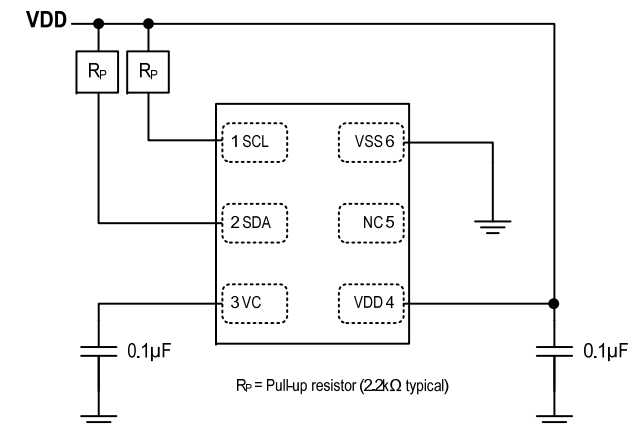 VDD
RP RP
1 SCL VSS 6
2 SDA NC 5
3 VC VDD 4
0.1µF 0.1µF
RP = Pull-up resistor (2.2kΩ typical)